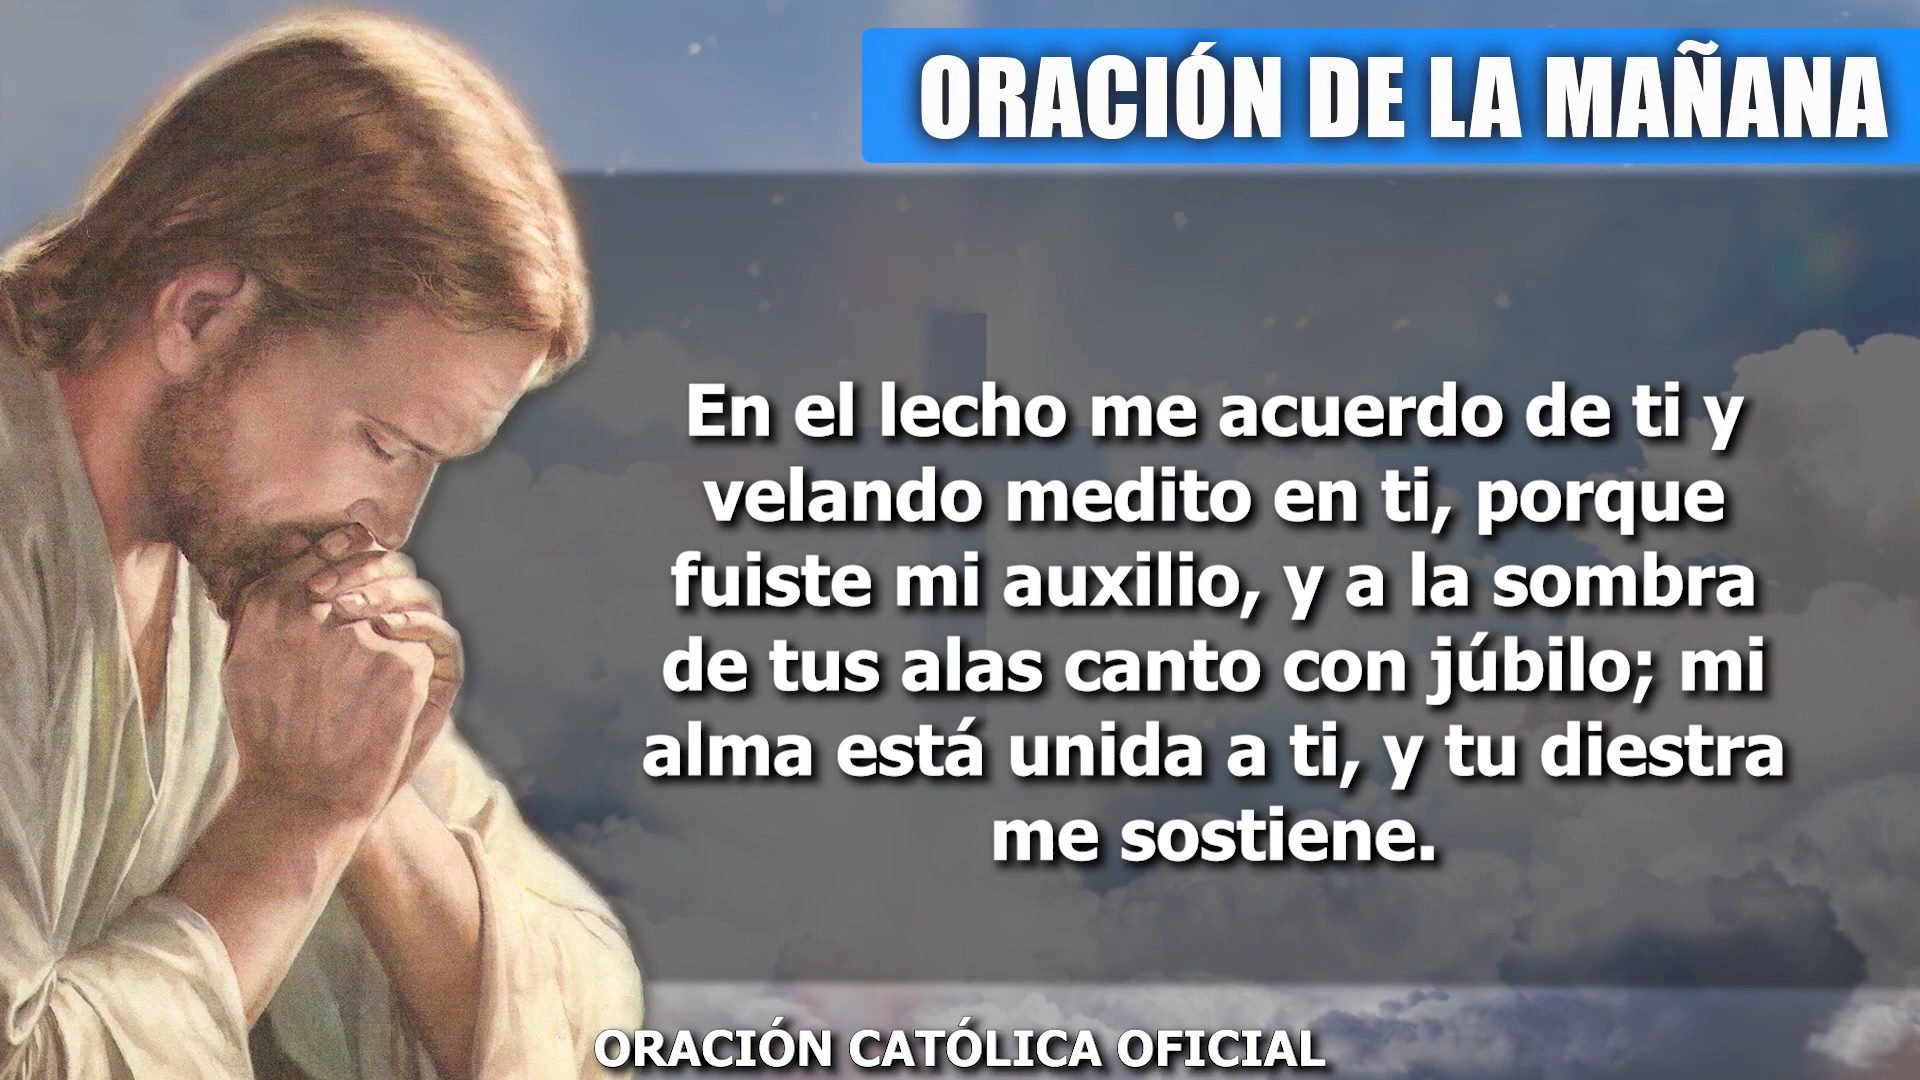 ORACIÓN DE LA MAÑANA
En el lecho me acuerdo de ti y
velando medito en ti, porque
fuiste mi auxilio, y a la sombra
de tus alas canto con júbilo; mi
alma está unida a ti, y tu diestra
me sostiene.
ORACIÓN CATÓLICA OFICIAL